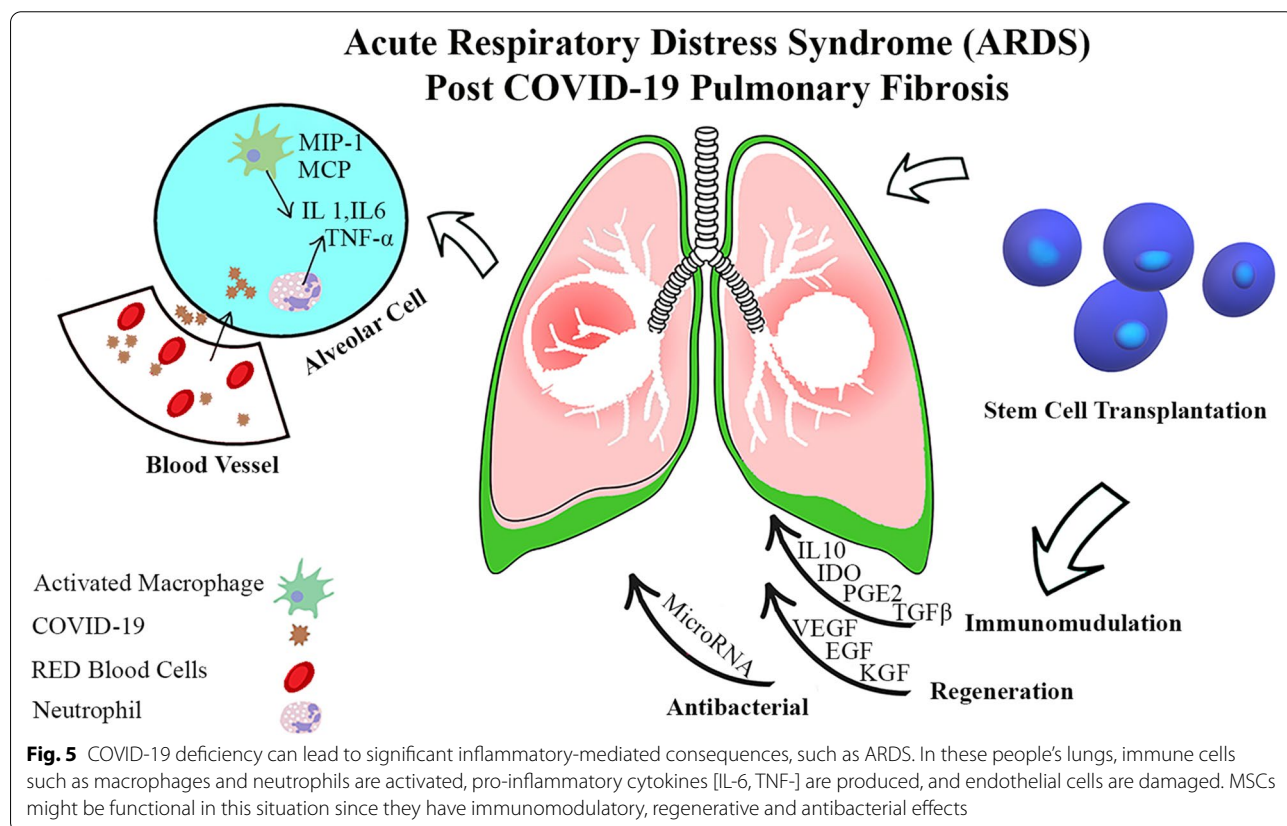 Acute Respiratory Distress Syndrome (ARDS)
Post COVID-19 Pulmonary Fibrosis
MIP-1
MCP
IL 1,IL6
TNF-α
Alveolar Cell
Blood Vessel
Stem Cell Transplantation
Activated Macrophage
COVID-19
RED Blood Cells
Neutrophil
MicroRNA
Antibacterial
IL10
IDO
PGE2
TGFβ
Immunomudulation
VEGF
EGF
KGF
Regeneration
Fig. 5 COVID-19 deficiency can lead to significant inflammatory-mediated consequences, such as ARDS. In these people's lungs, immune cells
such as macrophages and neutrophils are activated, pro-inflammatory cytokines [IL-6, TNF-] are produced, and endothelial cells are damaged. MSCs
might be functional in this situation since they have immunomodulatory, regenerative and antibacterial effects